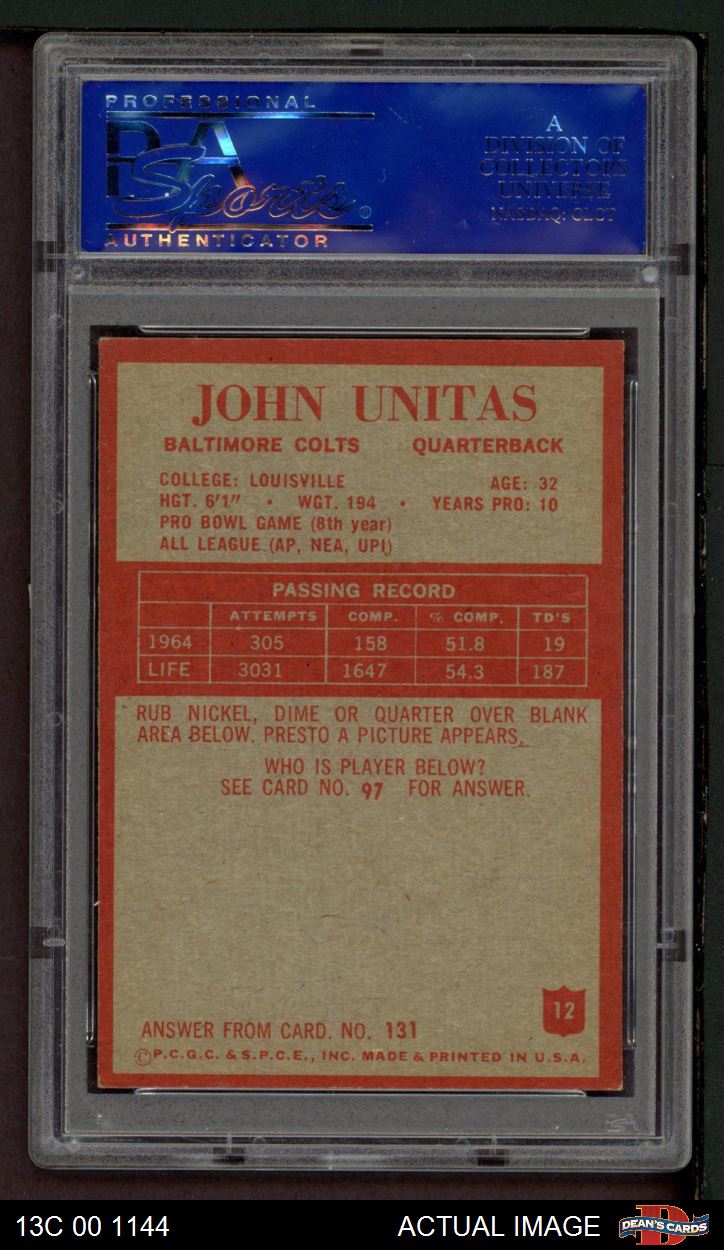 PROFESSIONAL
PSA
Sports®
AUTHENTICATOR
A
DIVISION OF
COLLECTORS
UNIVERSE
NASDAQ: CLCT
JOHN UNITAS
BALTIMORE COLTS QUARTERBACK
COLLEGE: LOUISVILLE AGE: 32
HGT. 6'1" • WGT. 194 • YEARS PRO: 10
PRO BOWL GAME (8th year)
ALL LEAGUE (AP, NEA, UPI)
PASSING RECORD
ATTEMPTS COMP. % COMP. TD'S
1964 305 158 51.8 19
LIFE 3031 1647 54.3 187
RUB NICKEL, DIME OR QUARTER OVER BLANK
AREA BELOW. PRESTO A PICTURE APPEARS.
WHO IS PLAYER BELOW?
SEE CARD NO. 97 FOR ANSWER.
12
ANSWER FROM CARD. NO. 131
©P.C.G.C. & S.P.C.E., INC. MADE & PRINTED IN U.S.A.
13C 00 1144 ACTUAL IMAGE DEAN'S CARDS